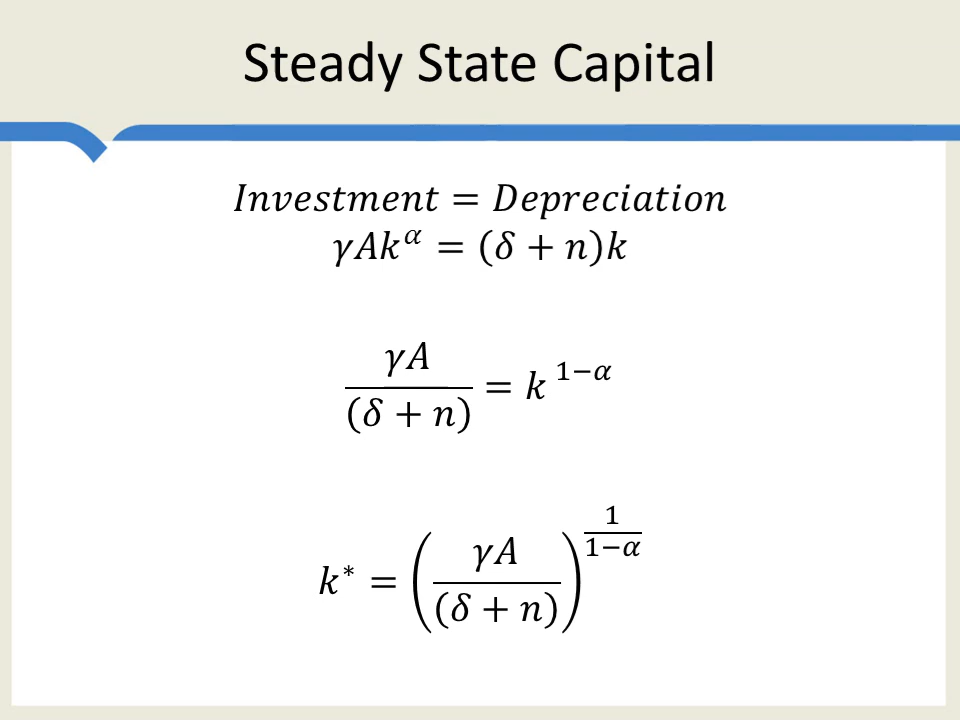 Steady State Capital
𝐼𝑛𝑣𝑒𝑠𝑡𝑚𝑒𝑛𝑡 = 𝐷𝑒𝑝𝑟𝑒𝑐𝑖𝑎𝑡𝑖𝑜𝑛
γAk^α = (δ + n)k
γA/(δ + n) = k^(1−α)
k* = (γA/(δ + n))^(1/(1−α))